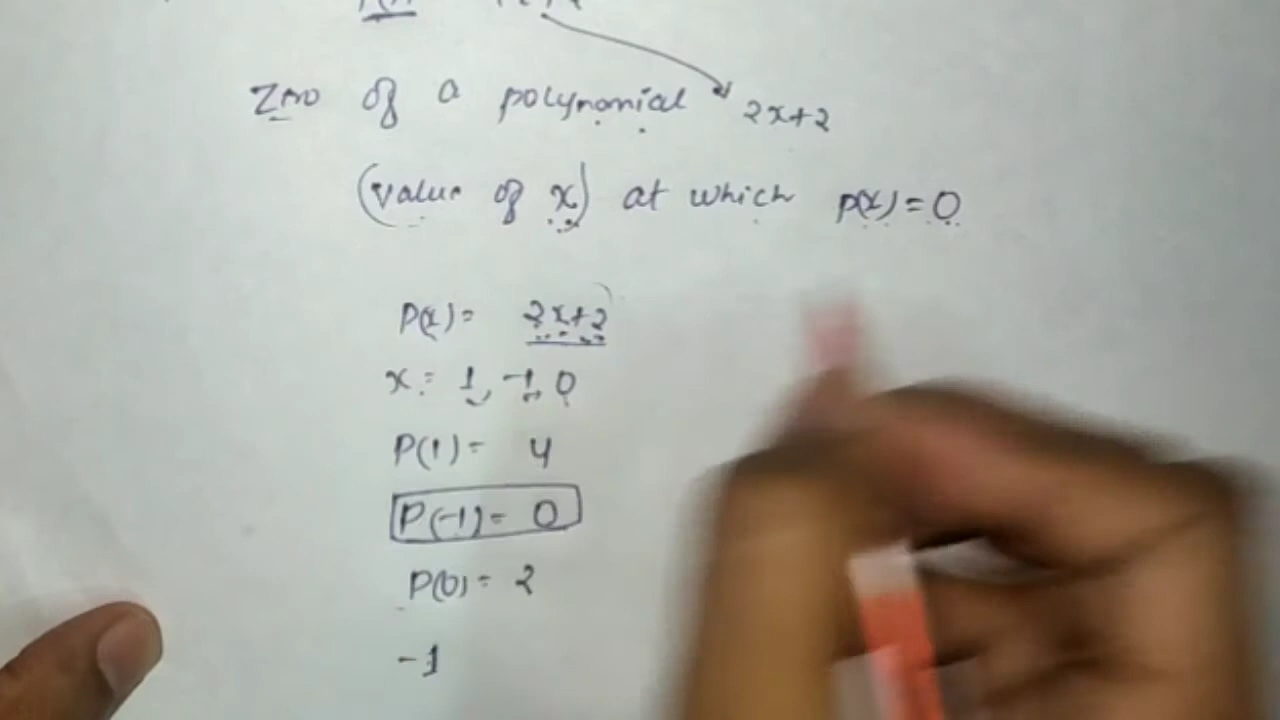 Zero of a polynomial 2x+2
(value of x) at which p(x)=0
P(x)= 2x+2
x= 1, -1, 0
P(1)= 4
P(-1)= 0
P(0)= 2
-1